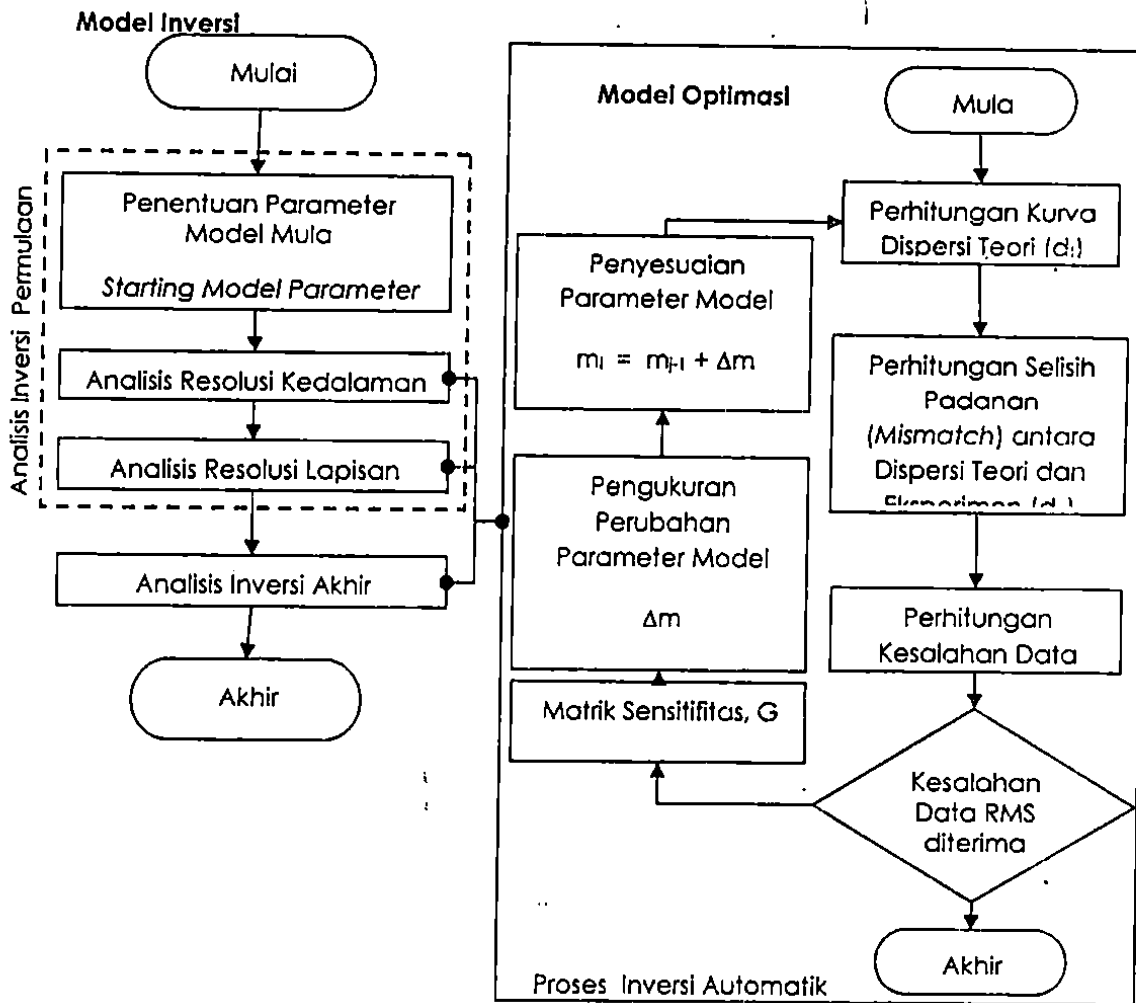 Model Inversi
Mulai
Analisis Inversi Permulaan
Penentuan Parameter
Model Mula
Starting Model Parameter
Analisis Resolusi Kedalaman
Analisis Resolusi Lapisan
Analisis Inversi Akhir
Akhir
Model Optimasi
Mula
Perhitungan Kurva
Dispersi Teori (di)
Perhitungan Selisih
Padanan
(Mismatch) antara
Dispersi Teori dan
Perhitungan
Kesalahan Data
Kesalahan
Data RMS
diterima
Akhir
Matrik Sensitifitas, G
Pengukuran
Perubahan
Parameter Model
Δm
Penyesuaian
Parameter Model
mi = mi-1 + Δm
Proses Inversi Automatik